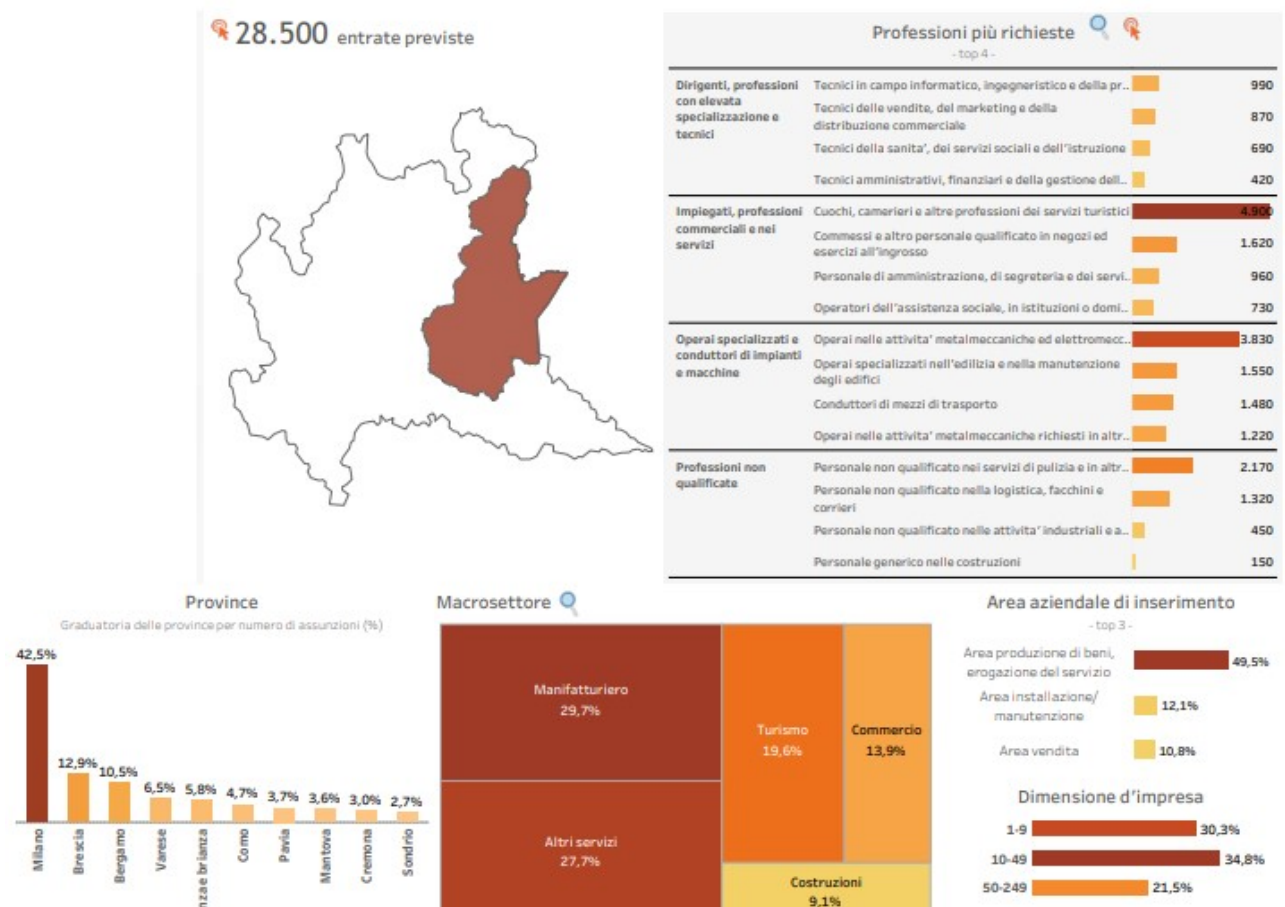 28.500 entrate previste
Professioni più richieste
- top 4 -
Dirigenti, professioni
con elevata
specializzazione e
tecnici
Tecnici in campo informatico, ingegneristico e della pr.. 990
Tecnici delle vendite, del marketing e della
distribuzione commerciale 870
Tecnici della sanita', dei servizi sociali e dell'istruzione 690
Tecnici amministrativi, finanziari e della gestione dell.. 420
Impiegati, professioni
commerciali e nei
servizi
Cuochi, camerieri e altre professioni dei servizi turistici 4.900
Commessi e altro personale qualificato in negozi ed
esercizi all'ingrosso 1.620
Personale di amministrazione, di segreteria e dei servi.. 960
Operatori dell'assistenza sociale, in istituzioni o domi.. 730
Operai specializzati e
conduttori di impianti
e macchine
Operai nelle attivita' metalmeccaniche ed elettromecc.. 3.830
Operai specializzati nell'edilizia e nella manutenzione
degli edifici 1.550
Conduttori di mezzi di trasporto 1.480
Operai nelle attivita' metalmeccaniche richiesti in altr.. 1.220
Professioni non
qualificate
Personale non qualificato nei servizi di pulizia e in altr.. 2.170
Personale non qualificato nella logistica, facchini e
corrieri 1.320
Personale non qualificato nelle attivita' industriali e a.. 450
Personale generico nelle costruzioni 150
Province
Graduatoria delle province per numero di assunzioni (%)
42,5%
12,9%
10,5%
6,5%
5,8%
4,7%
3,7%
3,6%
3,0%
2,7%
Milano
Brescia
Bergamo
Varese
nza e brianza
Como
Pavia
Mantova
Cremona
Sondrio
Macrosettore
Manifatturiero
29,7%
Altri servizi
27,7%
Turismo
19,6%
Commercio
13,9%
Costruzioni
9,1%
Area aziendale di inserimento
- top 3 -
Area produzione di beni,
erogazione del servizio 49,5%
Area installazione/
manutenzione 12,1%
Area vendita 10,8%
Dimensione d'impresa
1-9 30,3%
10-49 34,8%
50-249 21,5%